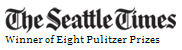 The Seattle Times
Winner of Eight Pulitzer Prizes